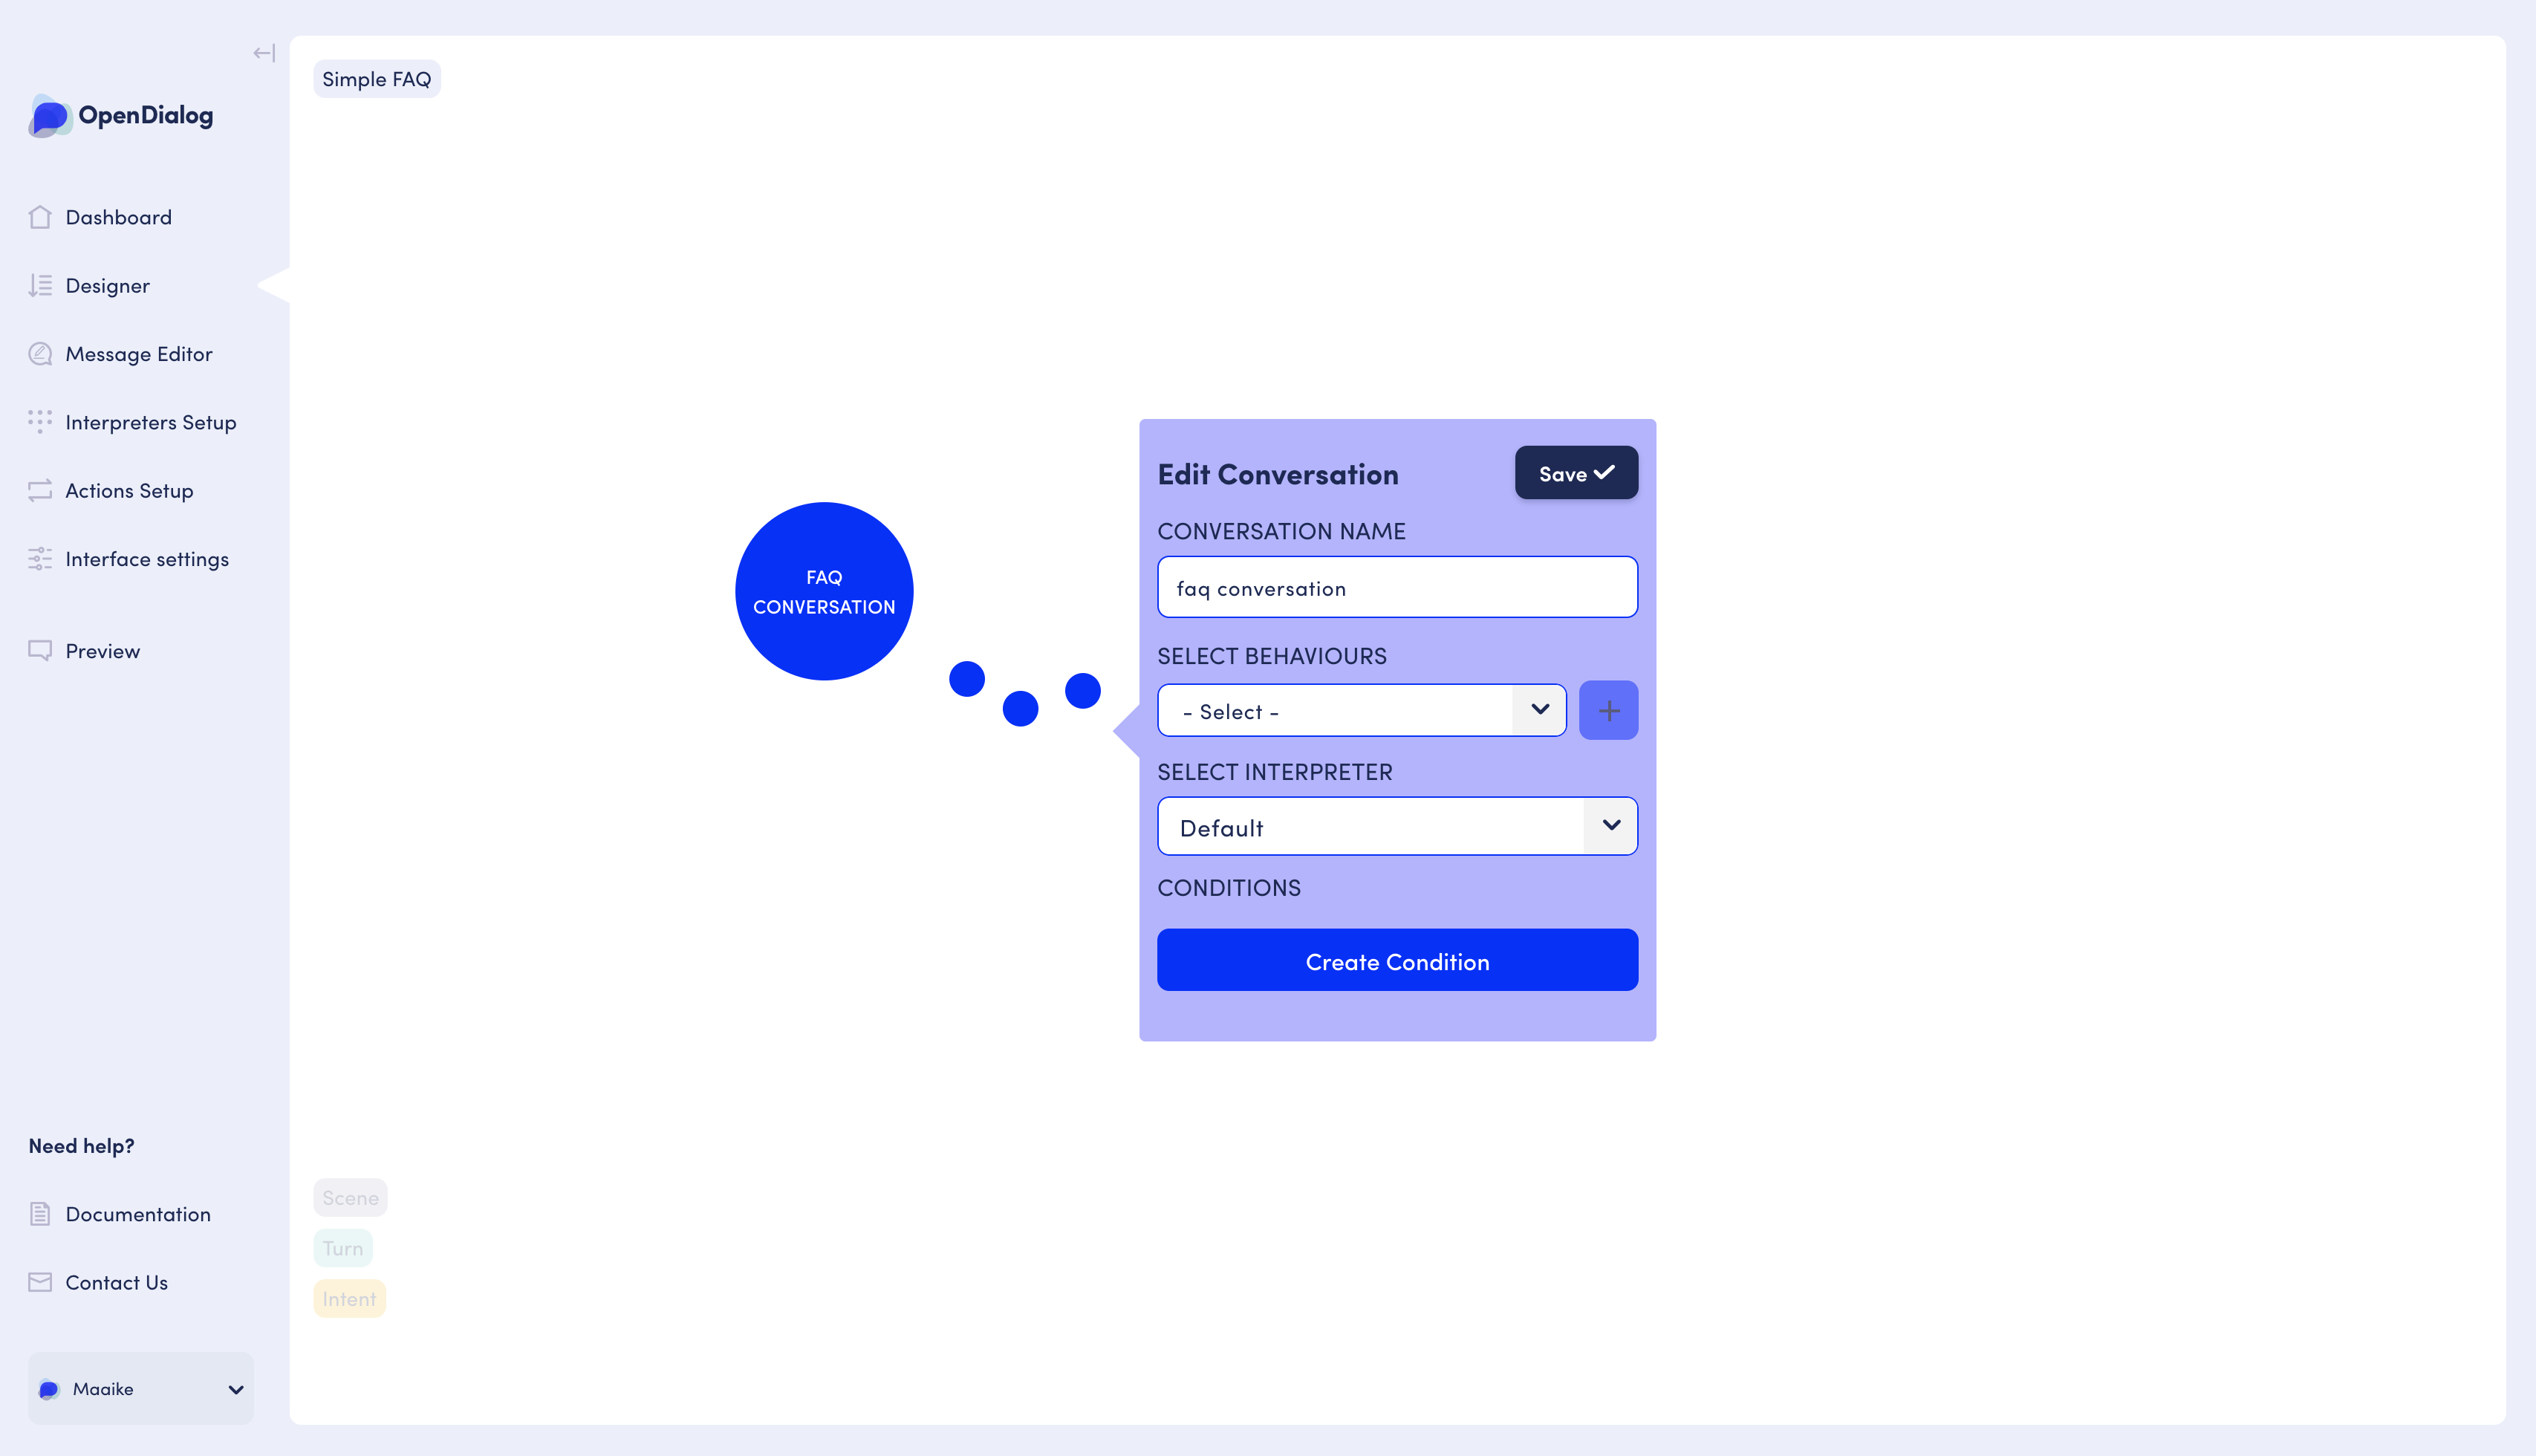 OpenDialog
Dashboard
Designer
Message Editor
Interpreters Setup
Actions Setup
Interface settings
Preview
Need help?
Documentation
Contact Us
Maaike
Simple FAQ
FAQ
CONVERSATION
Edit Conversation
Save
CONVERSATION NAME
faq conversation
SELECT BEHAVIOURS
- Select -
SELECT INTERPRETER
Default
CONDITIONS
Create Condition
Scene
Turn
Intent